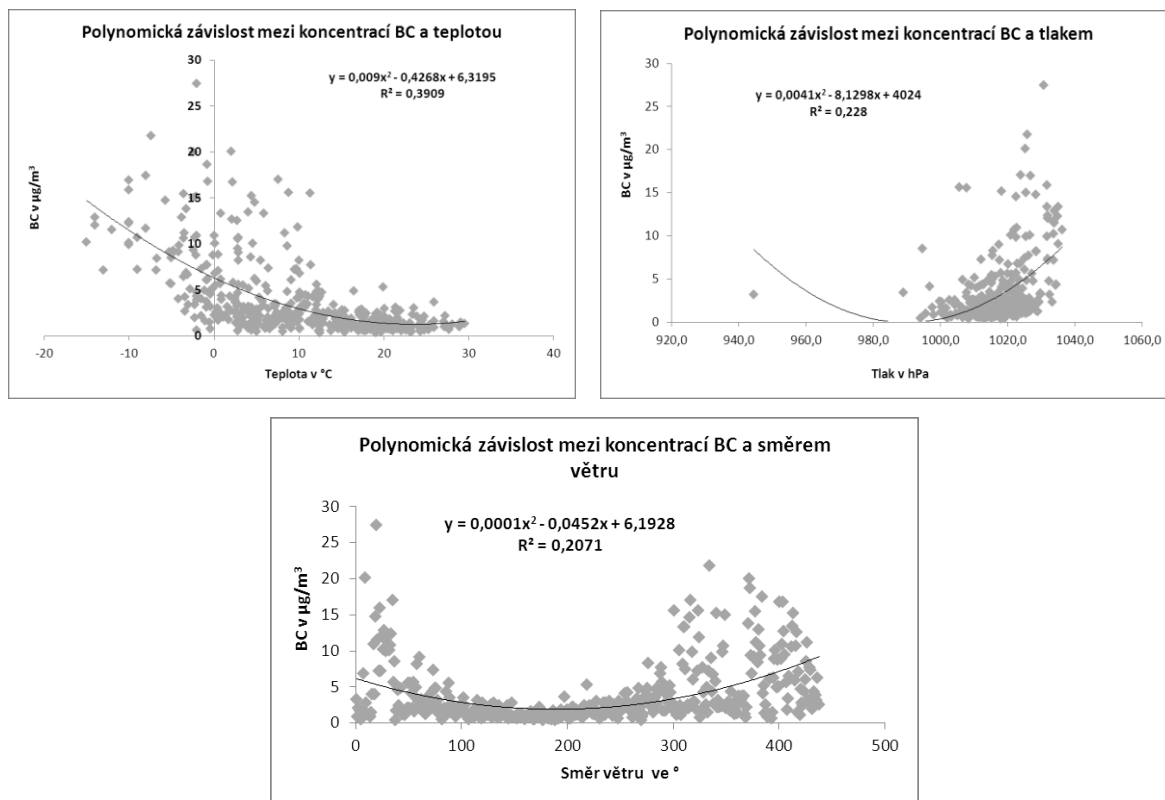 Polynomická závislost mezi koncentrací BC a teplotou
30
y = 0,009x² - 0,4268x + 6,3195
R² = 0,3909
25
20
15
10
5
0
BC v µg/m³
-20 -10 0 10 20 30 40
Teplota v °C
Polynomická závislost mezi koncentrací BC a tlakem
30
y = 0,0041x² - 8,1298x + 4024
R² = 0,228
25
20
15
10
5
0
BC v µg/m³
920,0 940,0 960,0 980,0 1000,0 1020,0 1040,0 1060,0
Tlak v hPa
Polynomická závislost mezi koncentrací BC a směrem
větru
30
y = 0,0001x² - 0,0452x + 6,1928
R² = 0,2071
25
20
15
10
5
0
BC v µg/m³
0 100 200 300 400 500
Směr větru ve °